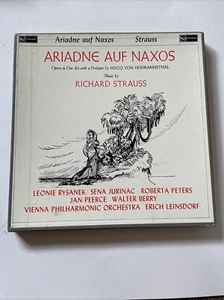 Ariadne auf Naxos Strauss
ARIADNE AUF NAXOS
Opera in One Act with a Prologue by HUGO VON HOFMANNSTHAL
Music by
RICHARD STRAUSS
LEONIE RYSANEK SENA JURINAC ROBERTA PETERS
JAN PEERCE WALTER BERRY
VIENNA PHILHARMONIC ORCHESTRA ERICH LEINSDORF